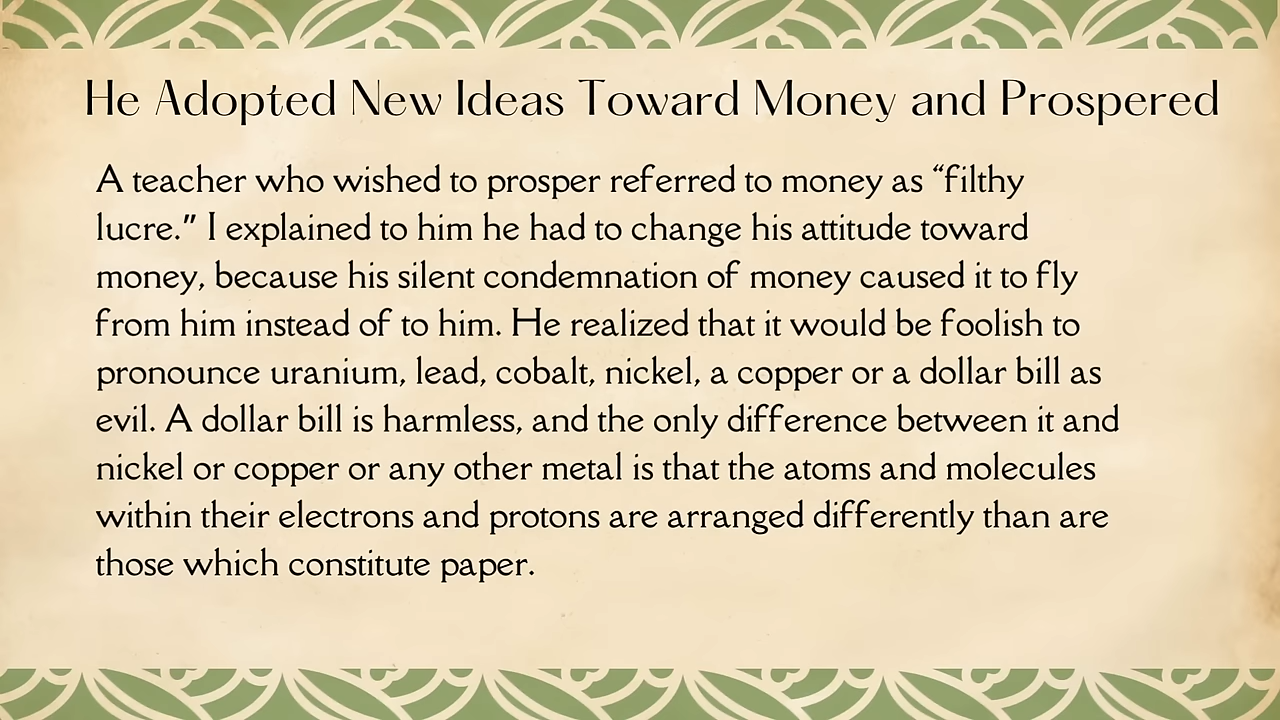 He Adopted New Ideas Toward Money and Prospered
A teacher who wished to prosper referred to money as “filthy
lucre." I explained to him he had to change his attitude toward
money, because his silent condemnation of money caused it to fly
from him instead of to him. He realized that it would be foolish to
pronounce uranium, lead, cobalt, nickel, a copper or a dollar bill as
evil. A dollar bill is harmless, and the only difference between it and
nickel or copper or any other metal is that the atoms and molecules
within their electrons and protons are arranged differently than are
those which constitute paper.